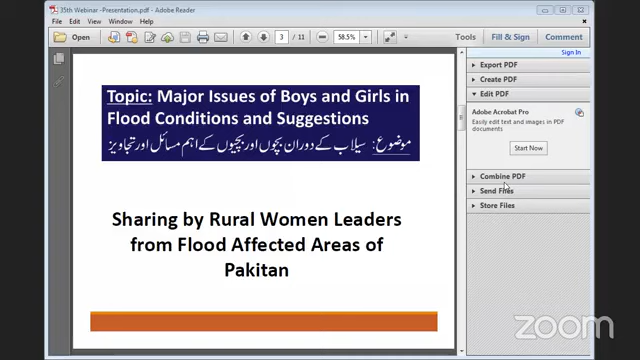 35th Webinar -Presentation.pdf - Adobe Reader
File Edit View Window Help
Open 3 / 11 58.5% Tools Fill & Sign Comment
Sign In
Export PDF
Create PDF
Edit PDF
Adobe Acrobat Pro
Easily edit text and images in PDF
documents
Start Now
Combine PDF
Send Files
Store Files
Topic: Major Issues of Boys and Girls in
Flood Conditions and Suggestions
موضوع: سیلاب کے دوران بچوں اور بچیوں کے اہم مسائل اور تجاویز
Sharing by Rural Women Leaders
from Flood Affected Areas of
Pakitan
zoom